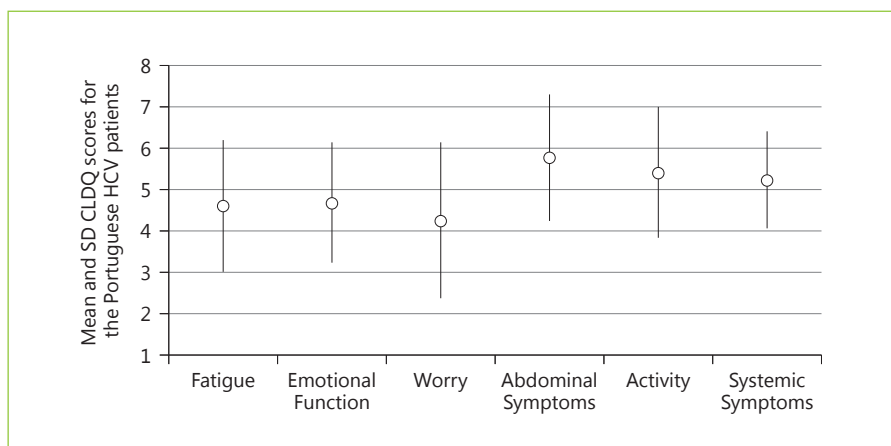 Mean and SD CLDQ scores for
the Portuguese HCV patients
8
7
6
5
4
3
2
1
Fatigue
Emotional
Function
Worry
Abdominal
Symptoms
Activity
Systemic
Symptoms